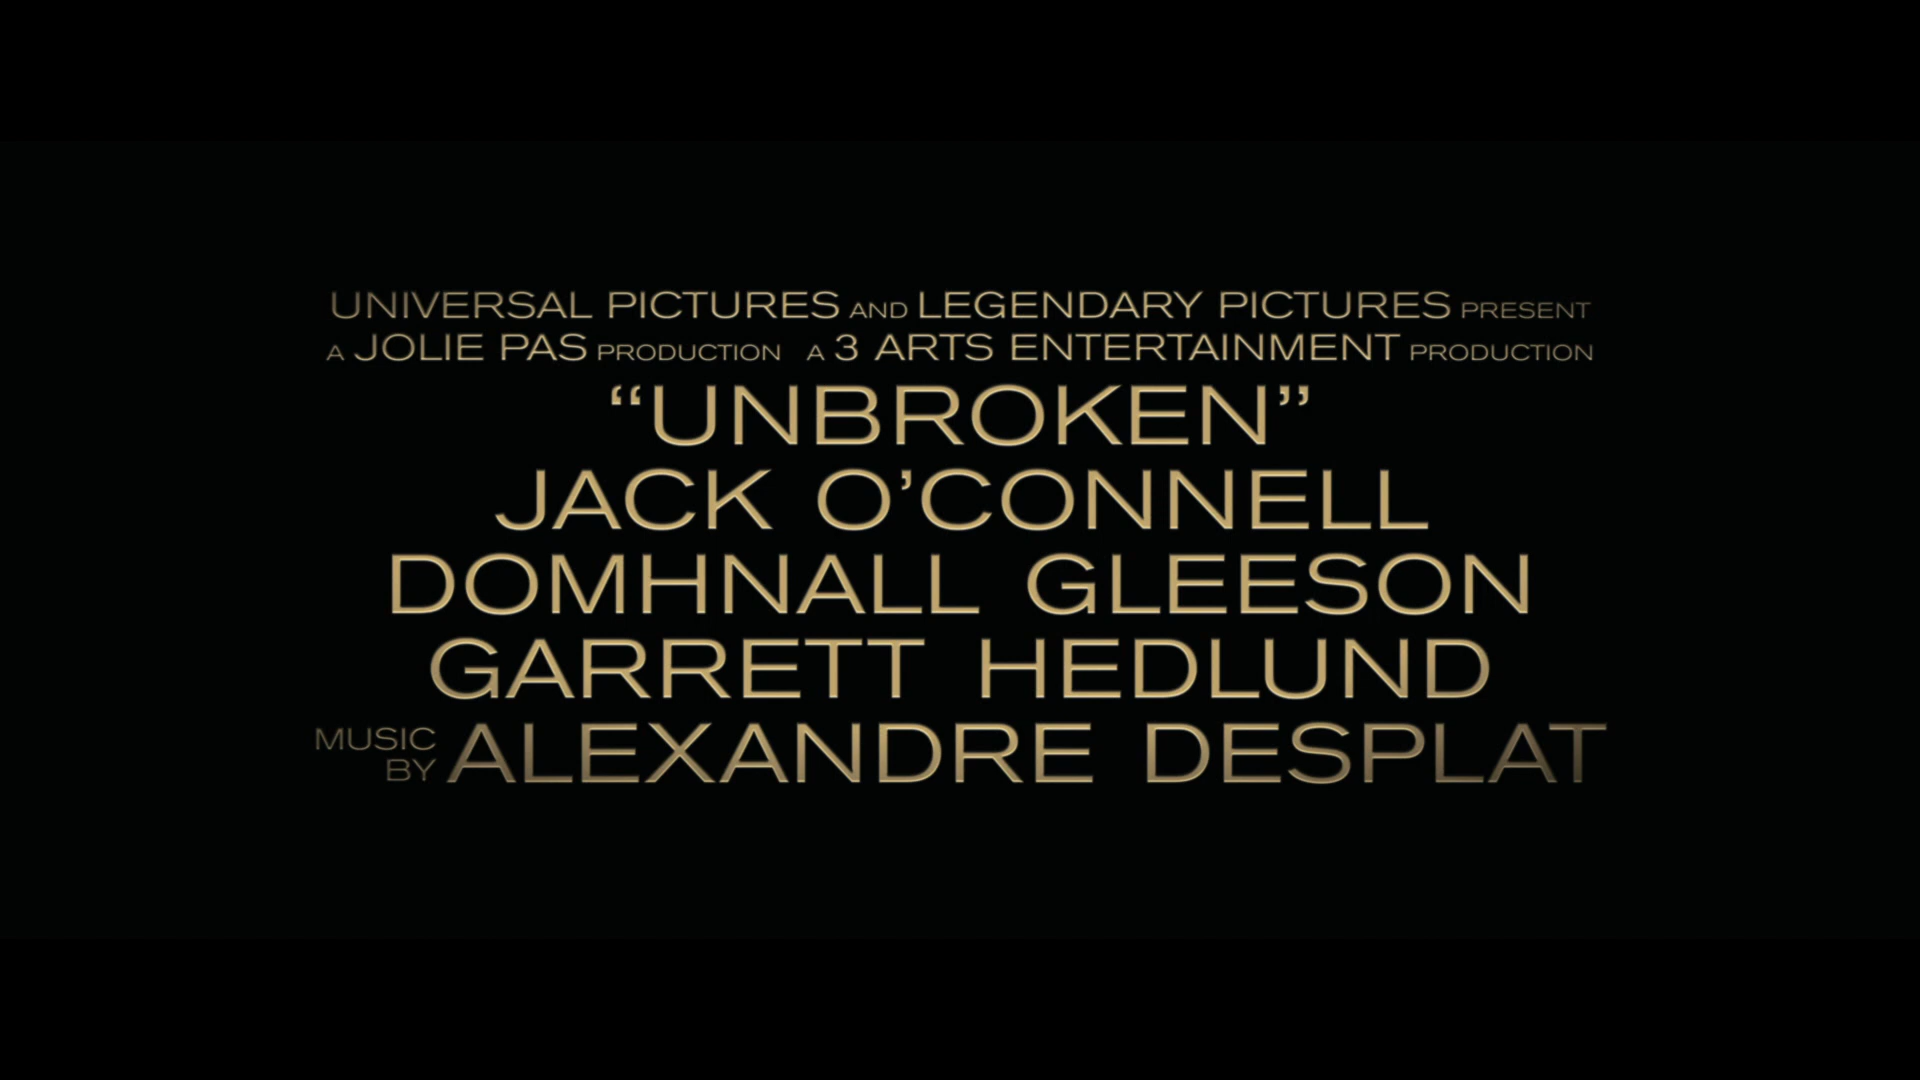 UNIVERSAL PICTURES AND LEGENDARY PICTURES PRESENT
A JOLIE PAS PRODUCTION A 3 ARTS ENTERTAINMENT PRODUCTION
“UNBROKEN”
JACK O’CONNELL
DOMHNALL GLEESON
GARRETT HEDLUND
MUSIC BY ALEXANDRE DESPLAT